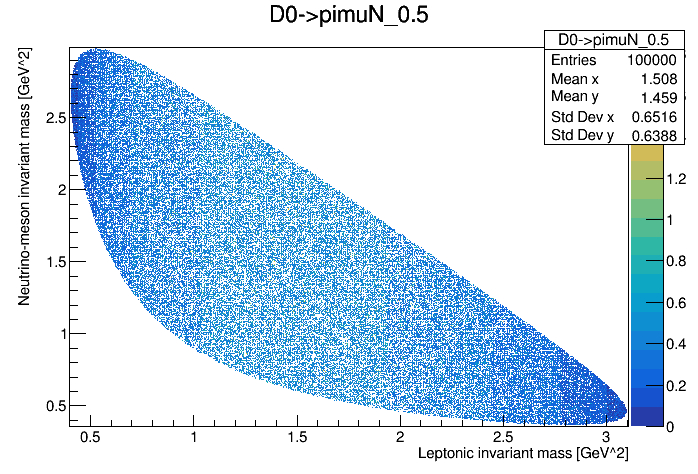 D0->pimuN_0.5
D0->pimuN_0.5
Entries 100000
Mean x 1.508
Mean y 1.459
Std Dev x 0.6516
Std Dev y 0.6388
Neutrino-meson invariant mass [GeV^2]
2.5
2
1.5
1
0.5
1.2
1
0.8
0.6
0.4
0.2
0
0.5 1 1.5 2 2.5 3
Leptonic invariant mass [GeV^2]